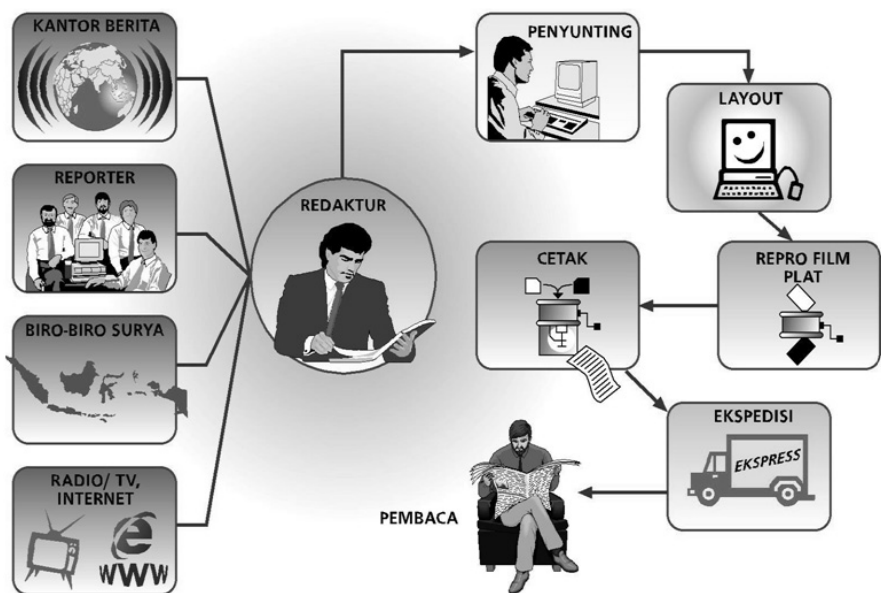 KANTOR BERITA
REPORTER
BIRO-BIRO SURYA
RADIO/ TV,
INTERNET
WWW
REDAKTUR
PENYUNTING
LAYOUT
REPRO FILM
PLAT
CETAK
EKSPEDISI
EKSPRESS
PEMBACA